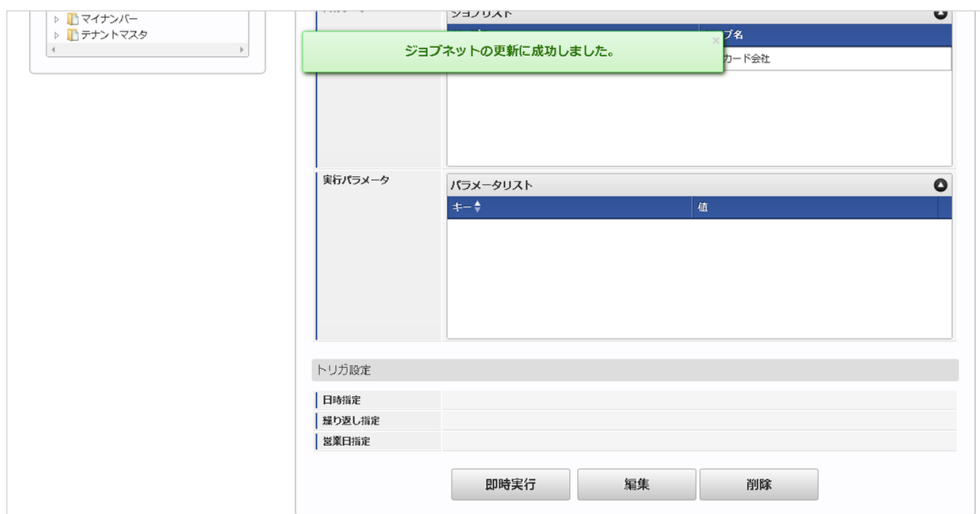 マイナンバー
テナントマスタ
ジョブリスト
ブ名
ジョブネットの更新に成功しました。
×
カード会社
実行パラメータ
パラメータリスト
キー
値
トリガ設定
日時指定
繰り返し指定
営業日指定
即時実行
編集
削除